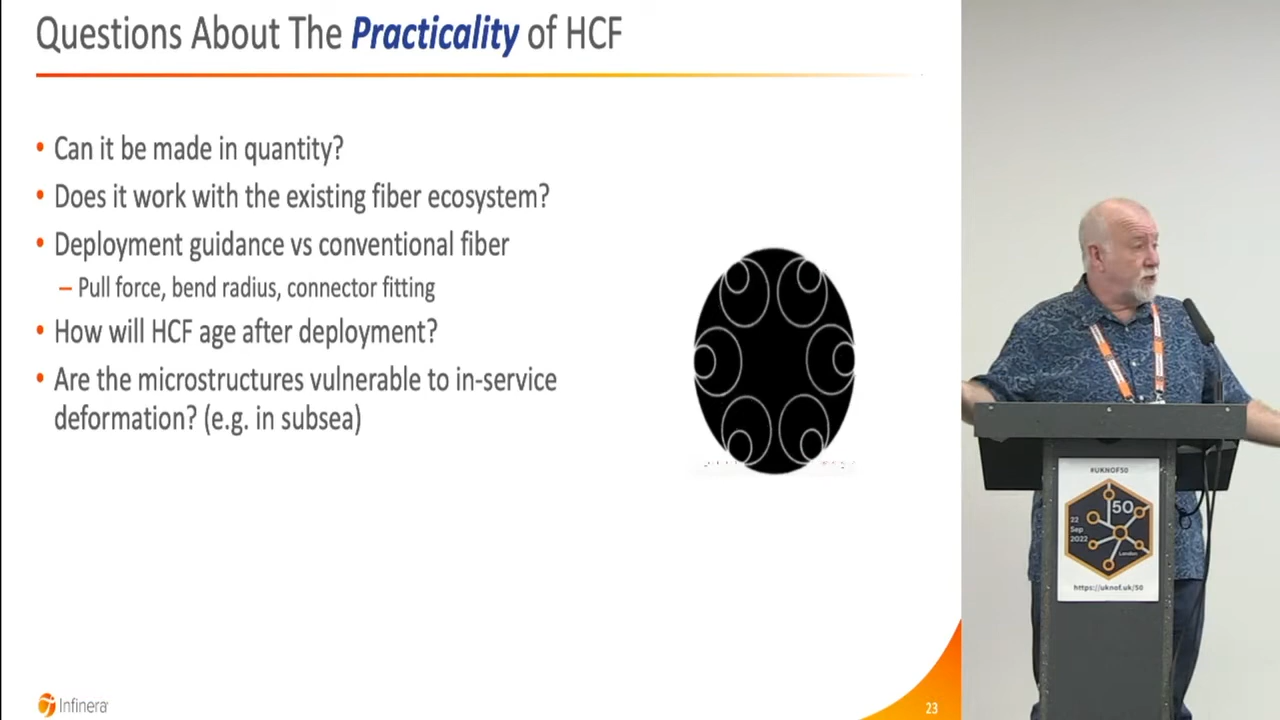 Questions About The Practicality of HCF
• Can it be made in quantity?
• Does it work with the existing fiber ecosystem?
• Deployment guidance vs conventional fiber
– Pull force, bend radius, connector fitting
• How will HCF age after deployment?
• Are the microstructures vulnerable to in-service
deformation? (e.g. in subsea)
Infinera
23
#UKNOF50
50
22
Sep
2022
London
https://uknof.uk/50